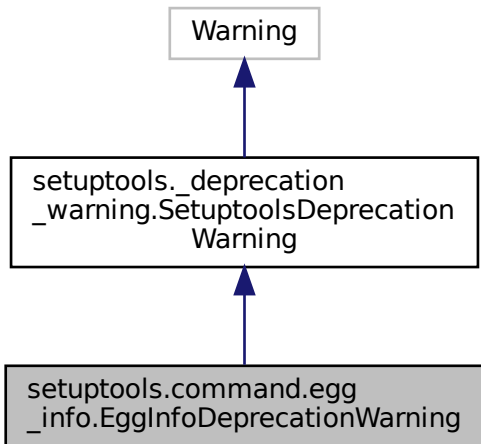 Warning
setuptools._deprecation
_warning.SetuptoolsDeprecation
Warning
setuptools.command.egg
_info.EggInfoDeprecationWarning